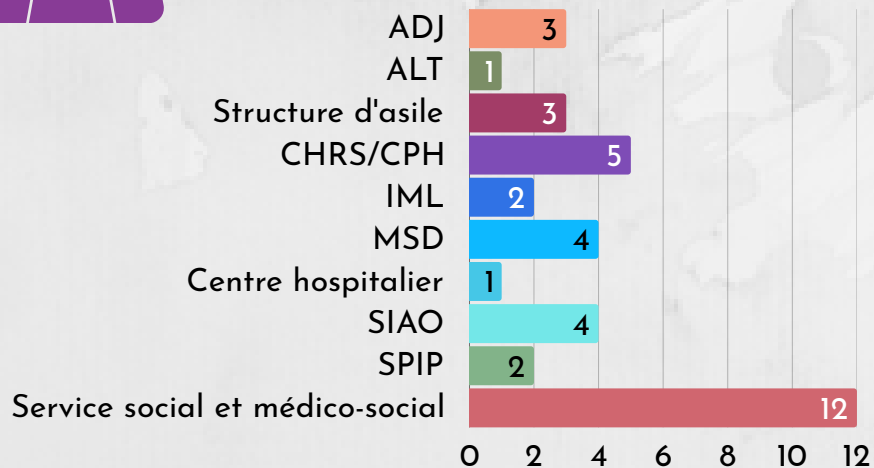 ADJ 3
ALT 1
Structure d'asile 3
CHRS/CPH 5
IML 2
MSD 4
Centre hospitalier 1
SIAO 4
SPIP 2
Service social et médico-social 12
0 2 4 6 8 10 12